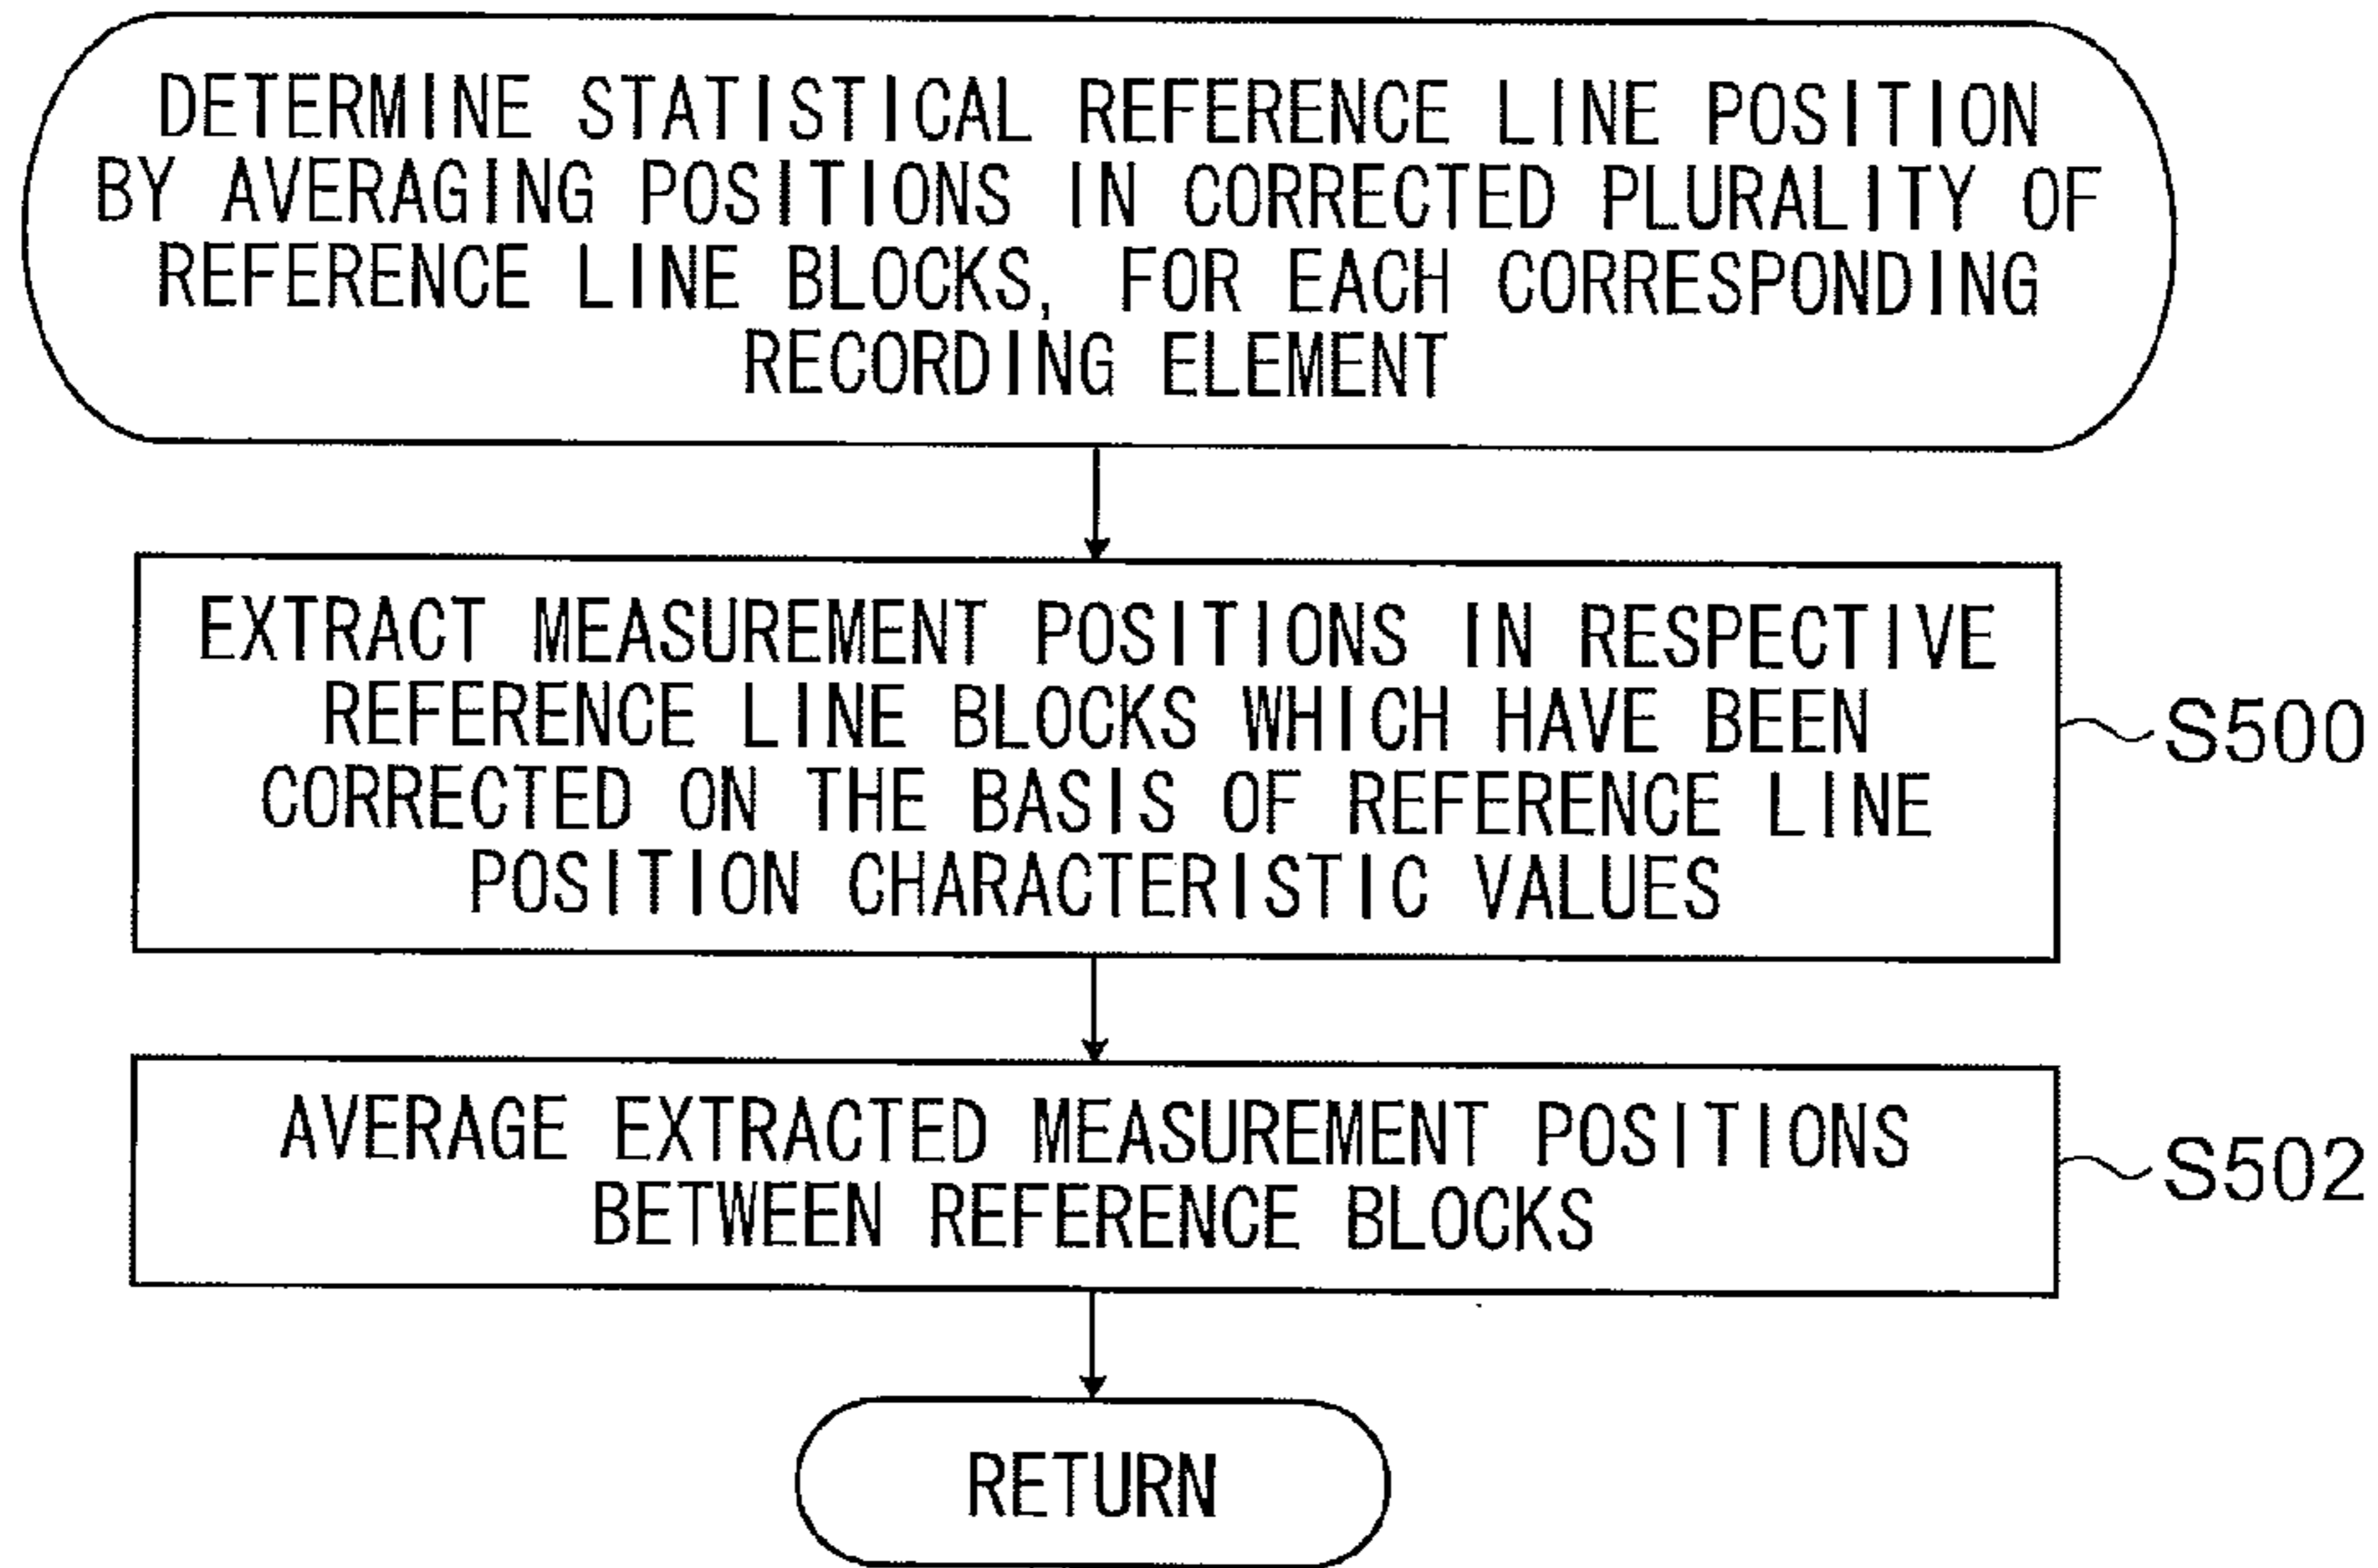 DETERMINE STATISTICAL REFERENCE LINE POSITION
BY AVERAGING POSITIONS IN CORRECTED PLURALITY OF
REFERENCE LINE BLOCKS, FOR EACH CORRESPONDING
RECORDING ELEMENT
EXTRACT MEASUREMENT POSITIONS IN RESPECTIVE
REFERENCE LINE BLOCKS WHICH HAVE BEEN
CORRECTED ON THE BASIS OF REFERENCE LINE
POSITION CHARACTERISTIC VALUES
S500
AVERAGE EXTRACTED MEASUREMENT POSITIONS
BETWEEN REFERENCE BLOCKS
S502
RETURN